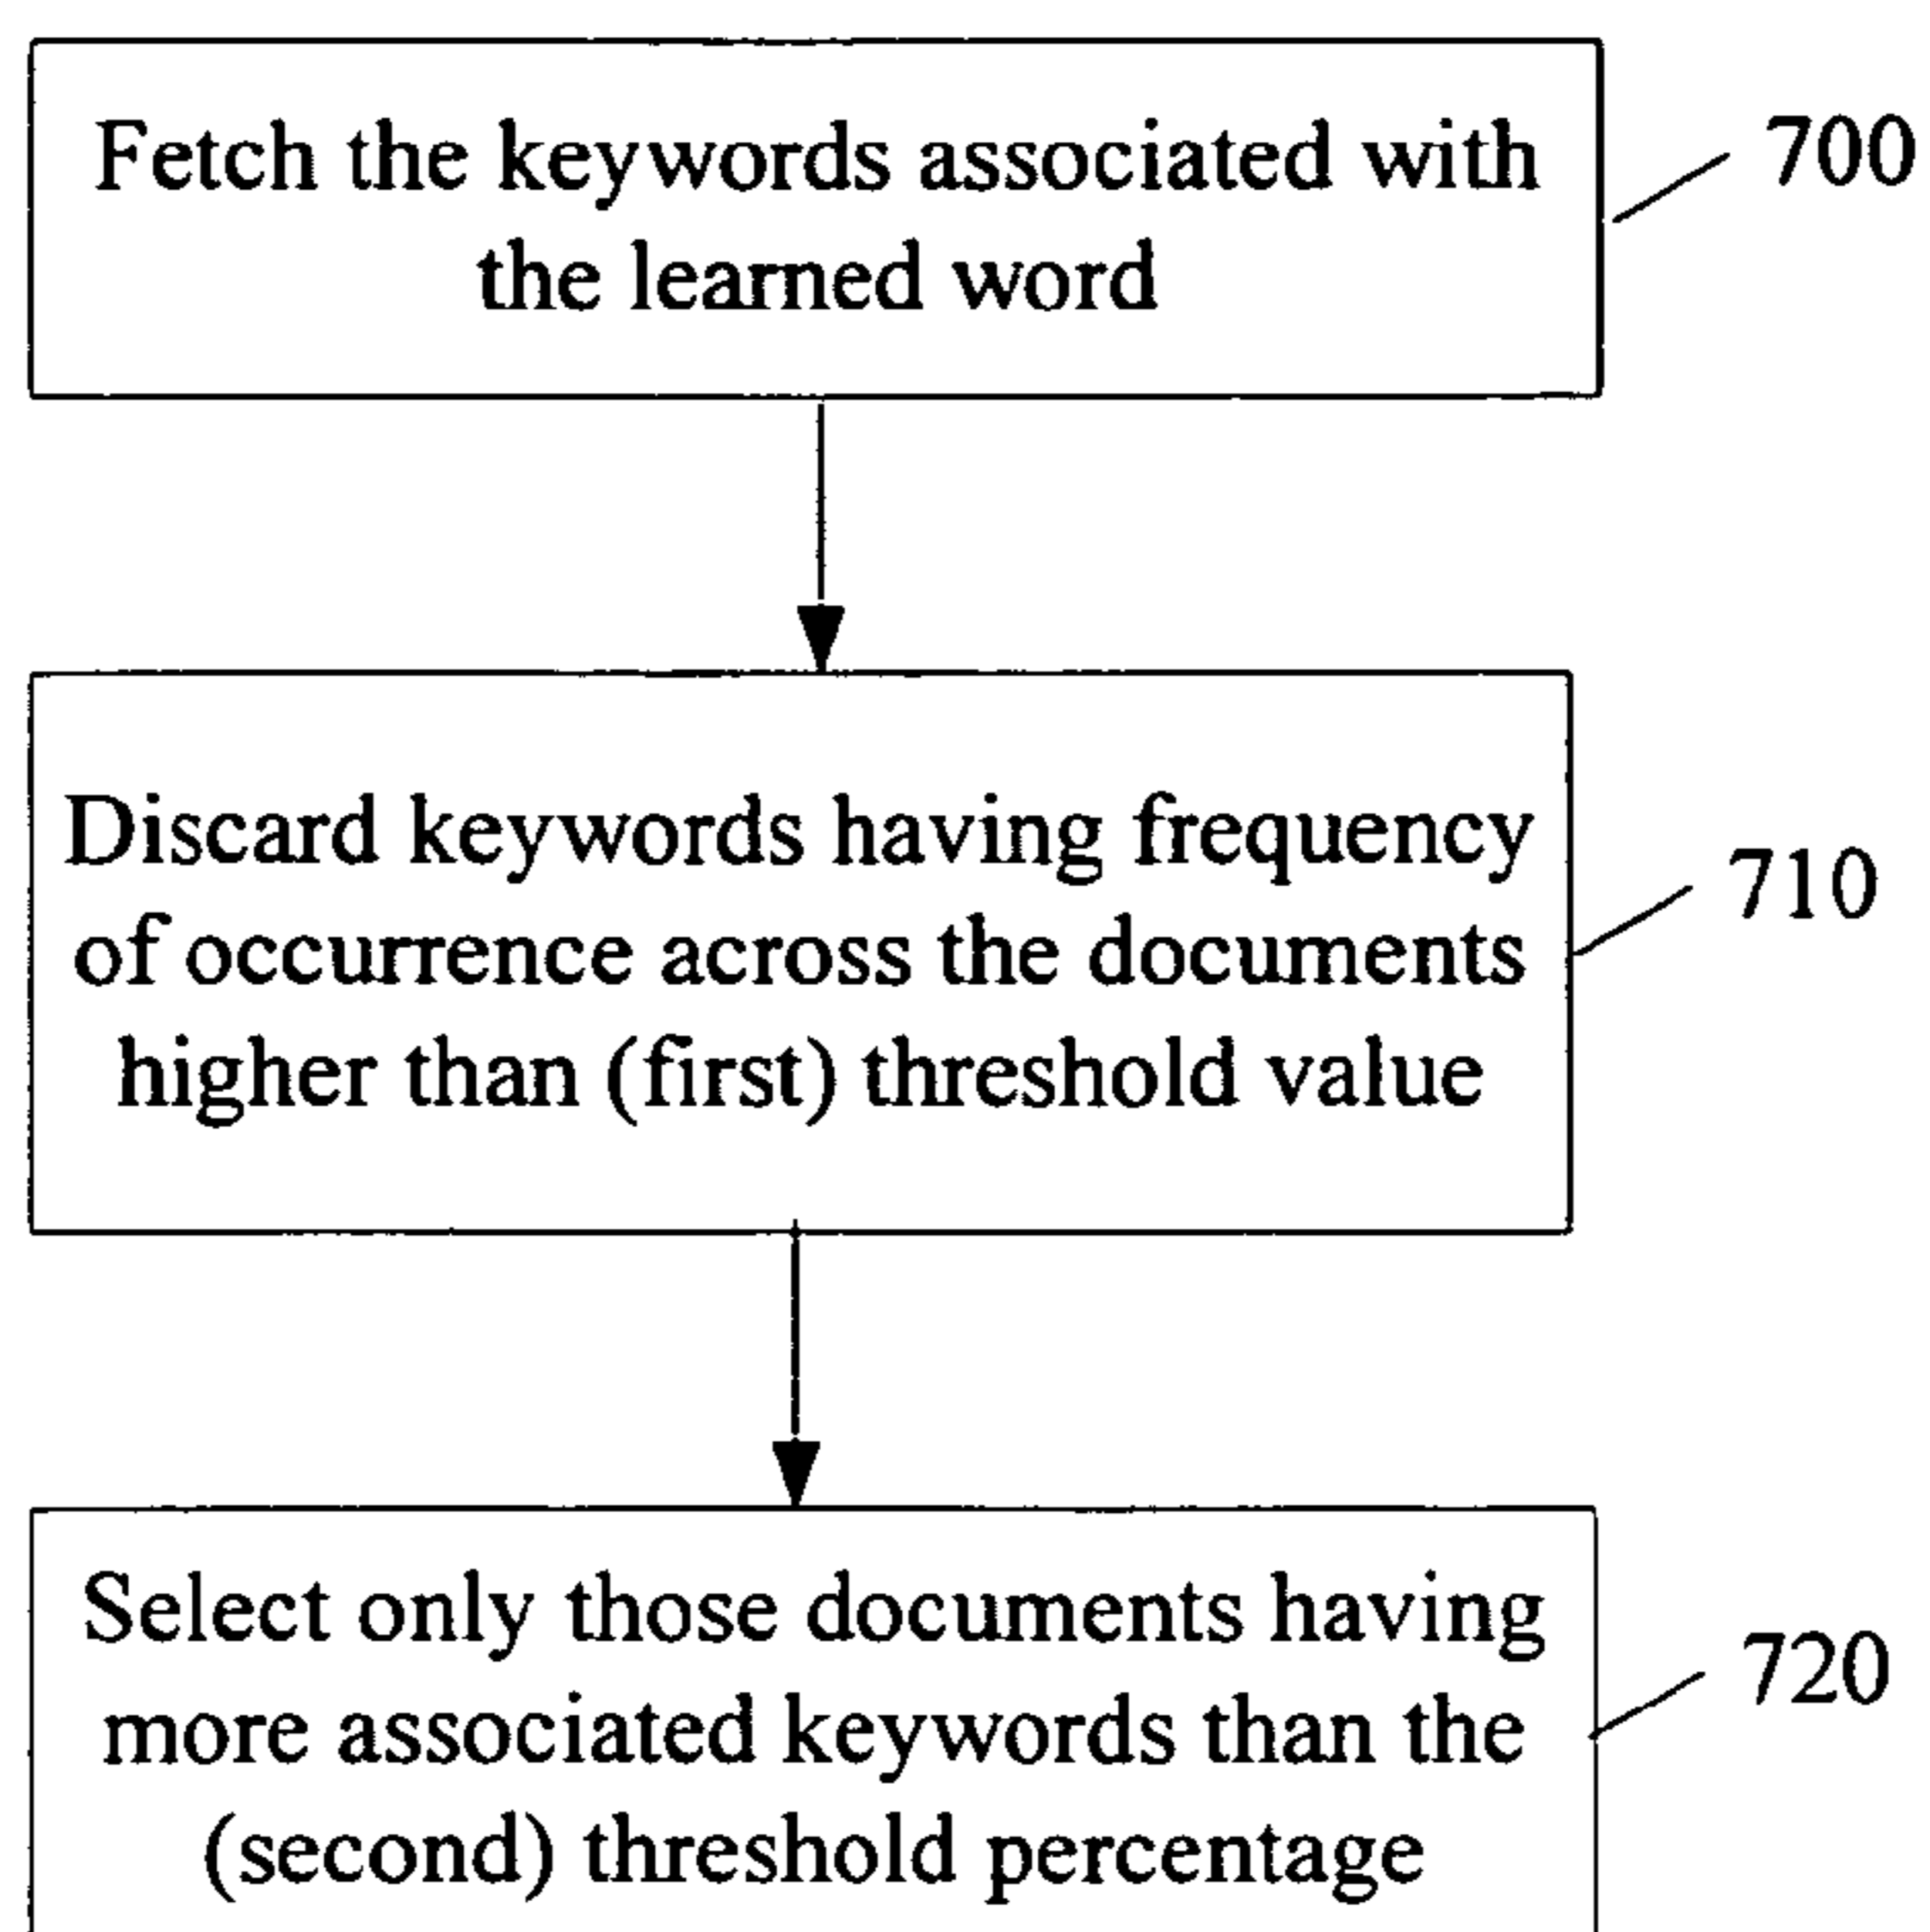 Fetch the keywords associated with
the learned word
700
Discard keywords having frequency
of occurrence across the documents
higher than (first) threshold value
710
Select only those documents having
more associated keywords than the
(second) threshold percentage
720